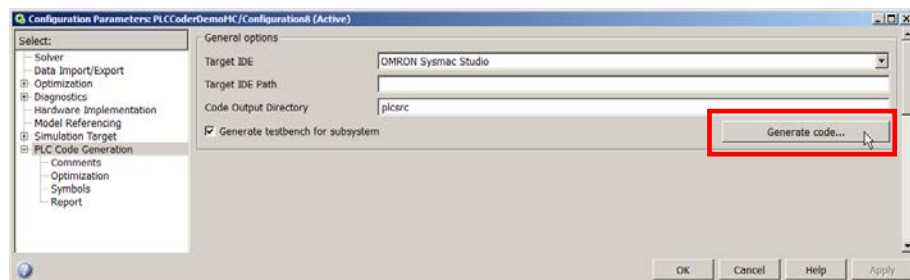 Configuration Parameters: PLCCoderDemoMC/Configuration8 (Active)
Select:
Solver
Data Import/Export
Optimization
Diagnostics
Hardware Implementation
Model Referencing
Simulation Target
PLC Code Generation
Comments
Optimization
Symbols
Report
General options
Target IDE
OMRON Sysmac Studio
Target IDE Path
Code Output Directory
plcsrc
Generate testbench for subsystem
Generate code...
OK
Cancel
Help
Apply